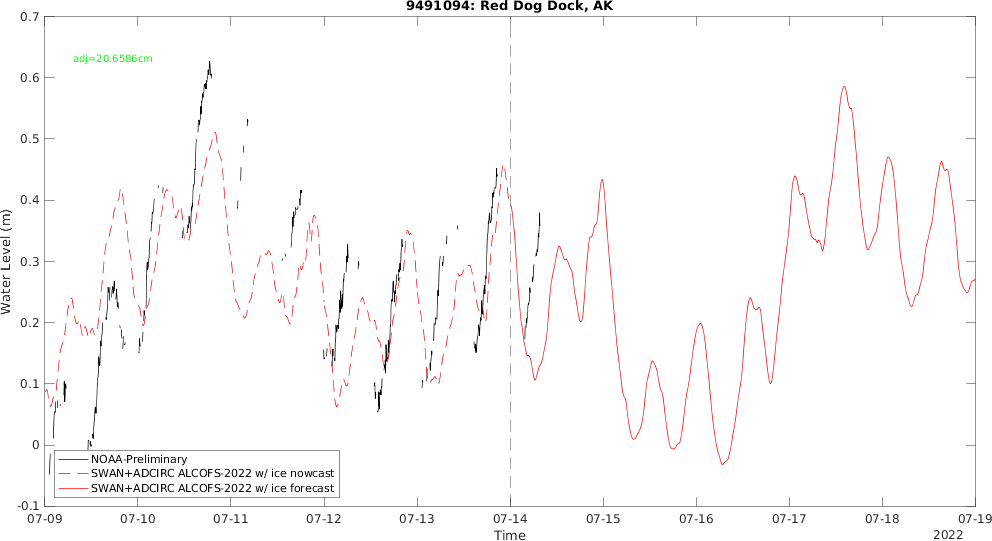 9491094: Red Dog Dock, AK
adj=20.6586cm
Water Level (m)
0.7
0.6
0.5
0.4
0.3
0.2
0.1
0
-0.1
NOAA-Preliminary
SWAN+ADCIRC ALCOFS-2022 w/ ice nowcast
SWAN+ADCIRC ALCOFS-2022 w/ ice forecast
07-09 07-10 07-11 07-12 07-13 07-14 07-15 07-16 07-17 07-18 07-19
Time
2022